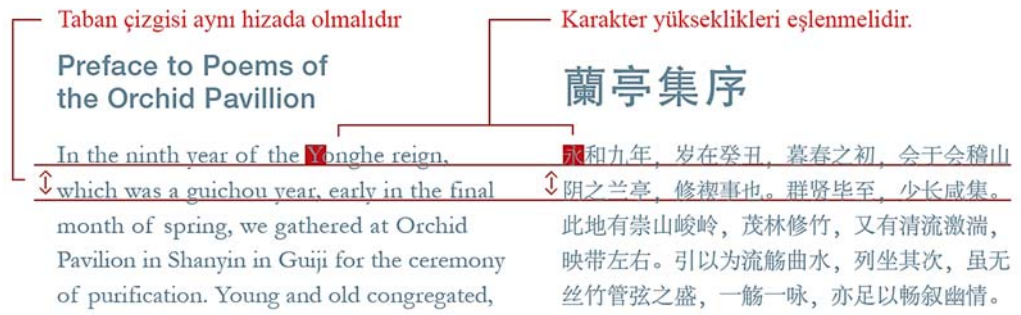 Taban çizgisi aynı hizada olmalıdır
Karakter yükseklikleri eşlenmelidir.
Preface to Poems of
the Orchid Pavillion
In the ninth year of the Yonghe reign,
which was a guichou year, early in the final
month of spring, we gathered at Orchid
Pavilion in Shanyin in Guiji for the ceremony
of purification. Young and old congregated,
蘭亭集序
永和九年，岁在癸丑，暮春之初，会于会稽山
阴之兰亭，修禊事也。群贤毕至，少长咸集。
此地有崇山峻岭，茂林修竹，又有清流激湍，
映带左右。引以为流觞曲水，列坐其次，虽无
丝竹管弦之盛，一觞一咏，亦足以畅叙幽情。